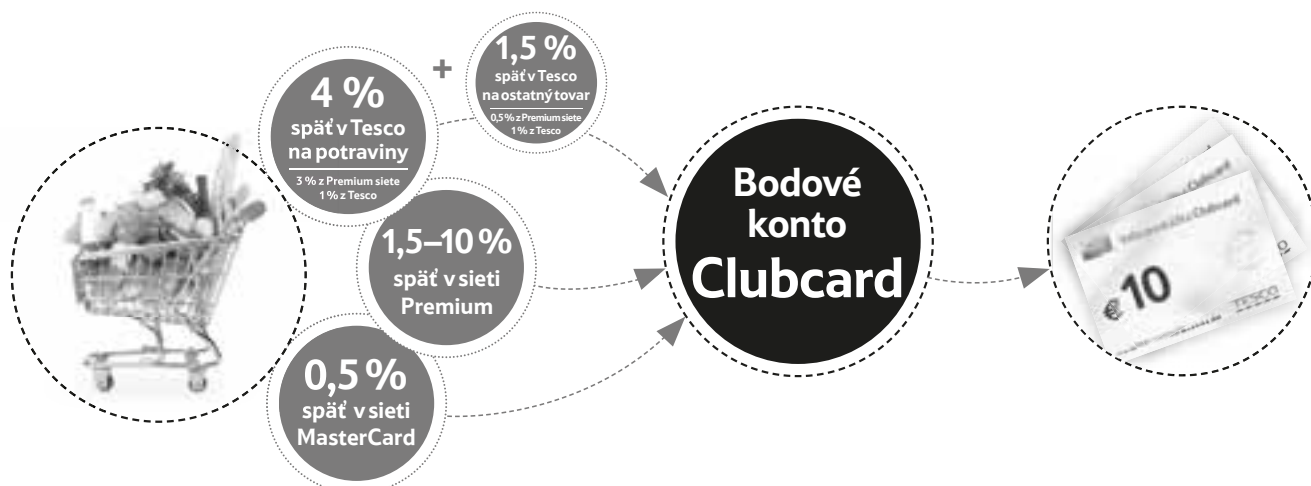 4 %
späť v Tesco
na potraviny
3 % z Premium siete
1 % z Tesco
+
1,5 %
späť v Tesco
na ostatný tovar
0,5 % z Premium siete
1 % z Tesco
1,5–10 %
späť v sieti
Premium
0,5 %
späť v sieti
MasterCard
Bodové
konto
Clubcard
Clubcard
Clubcard
€10
TESCO